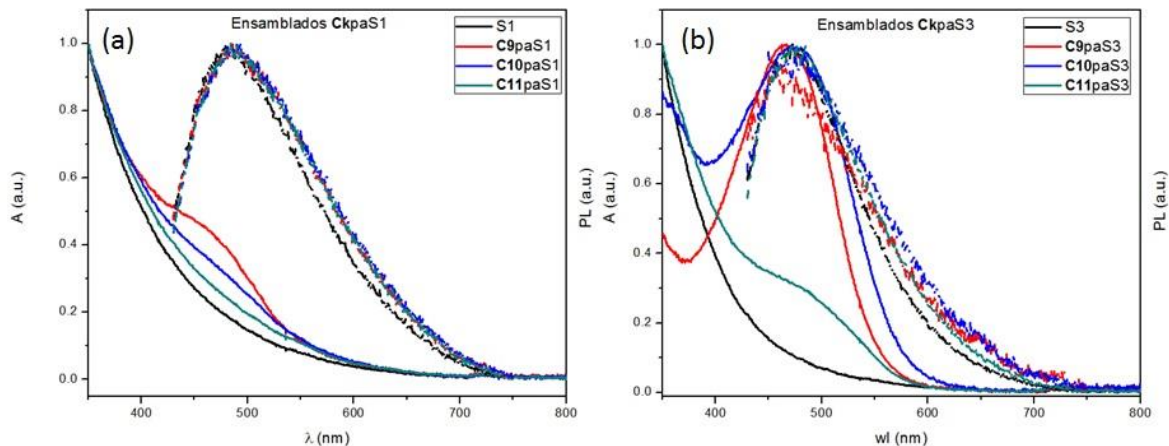 (a)
Ensamblados CkpaS1
S1
C9paS1
C10paS1
C11paS1
1.0
0.8
0.6
0.4
0.2
0.0
A (a.u.)
PL (a.u.)
400
500
600
700
800
λ (nm)
(b)
Ensamblados CkpaS3
S3
C9paS3
C10paS3
C11paS3
1.0
0.8
0.6
0.4
0.2
0.0
A (a.u.)
PL (a.u.)
400
500
600
700
800
wl (nm)